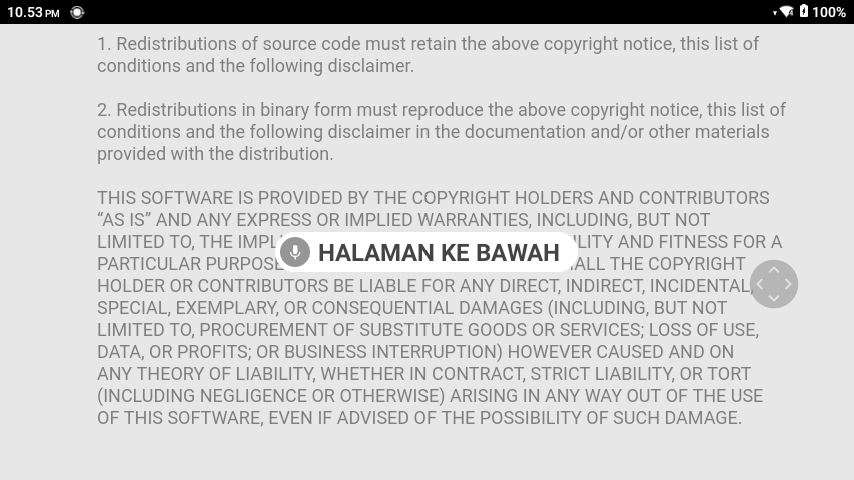 10.53 PM
100%
1. Redistributions of source code must retain the above copyright notice, this list of
conditions and the following disclaimer.
2. Redistributions in binary form must reproduce the above copyright notice, this list of
conditions and the following disclaimer in the documentation and/or other materials
provided with the distribution.
THIS SOFTWARE IS PROVIDED BY THE COPYRIGHT HOLDERS AND CONTRIBUTORS
“AS IS” AND ANY EXPRESS OR IMPLIED WARRANTIES, INCLUDING, BUT NOT
LIMITED TO, THE AND FITNESS FOR A
HALAMAN KE BAWAH
PARTICULAR PURPOSE THE COPYRIGHT
HOLDER OR CONTRIBUTORS BE LIABLE FOR ANY DIRECT, INDIRECT, INCIDENTAL,
SPECIAL, EXEMPLARY, OR CONSEQUENTIAL DAMAGES (INCLUDING, BUT NOT
LIMITED TO, PROCUREMENT OF SUBSTITUTE GOODS OR SERVICES; LOSS OF USE,
DATA, OR PROFITS; OR BUSINESS INTERRUPTION) HOWEVER CAUSED AND ON
ANY THEORY OF LIABILITY, WHETHER IN CONTRACT, STRICT LIABILITY, OR TORT
(INCLUDING NEGLIGENCE OR OTHERWISE) ARISING IN ANY WAY OUT OF THE USE
OF THIS SOFTWARE, EVEN IF ADVISED OF THE POSSIBILITY OF SUCH DAMAGE.